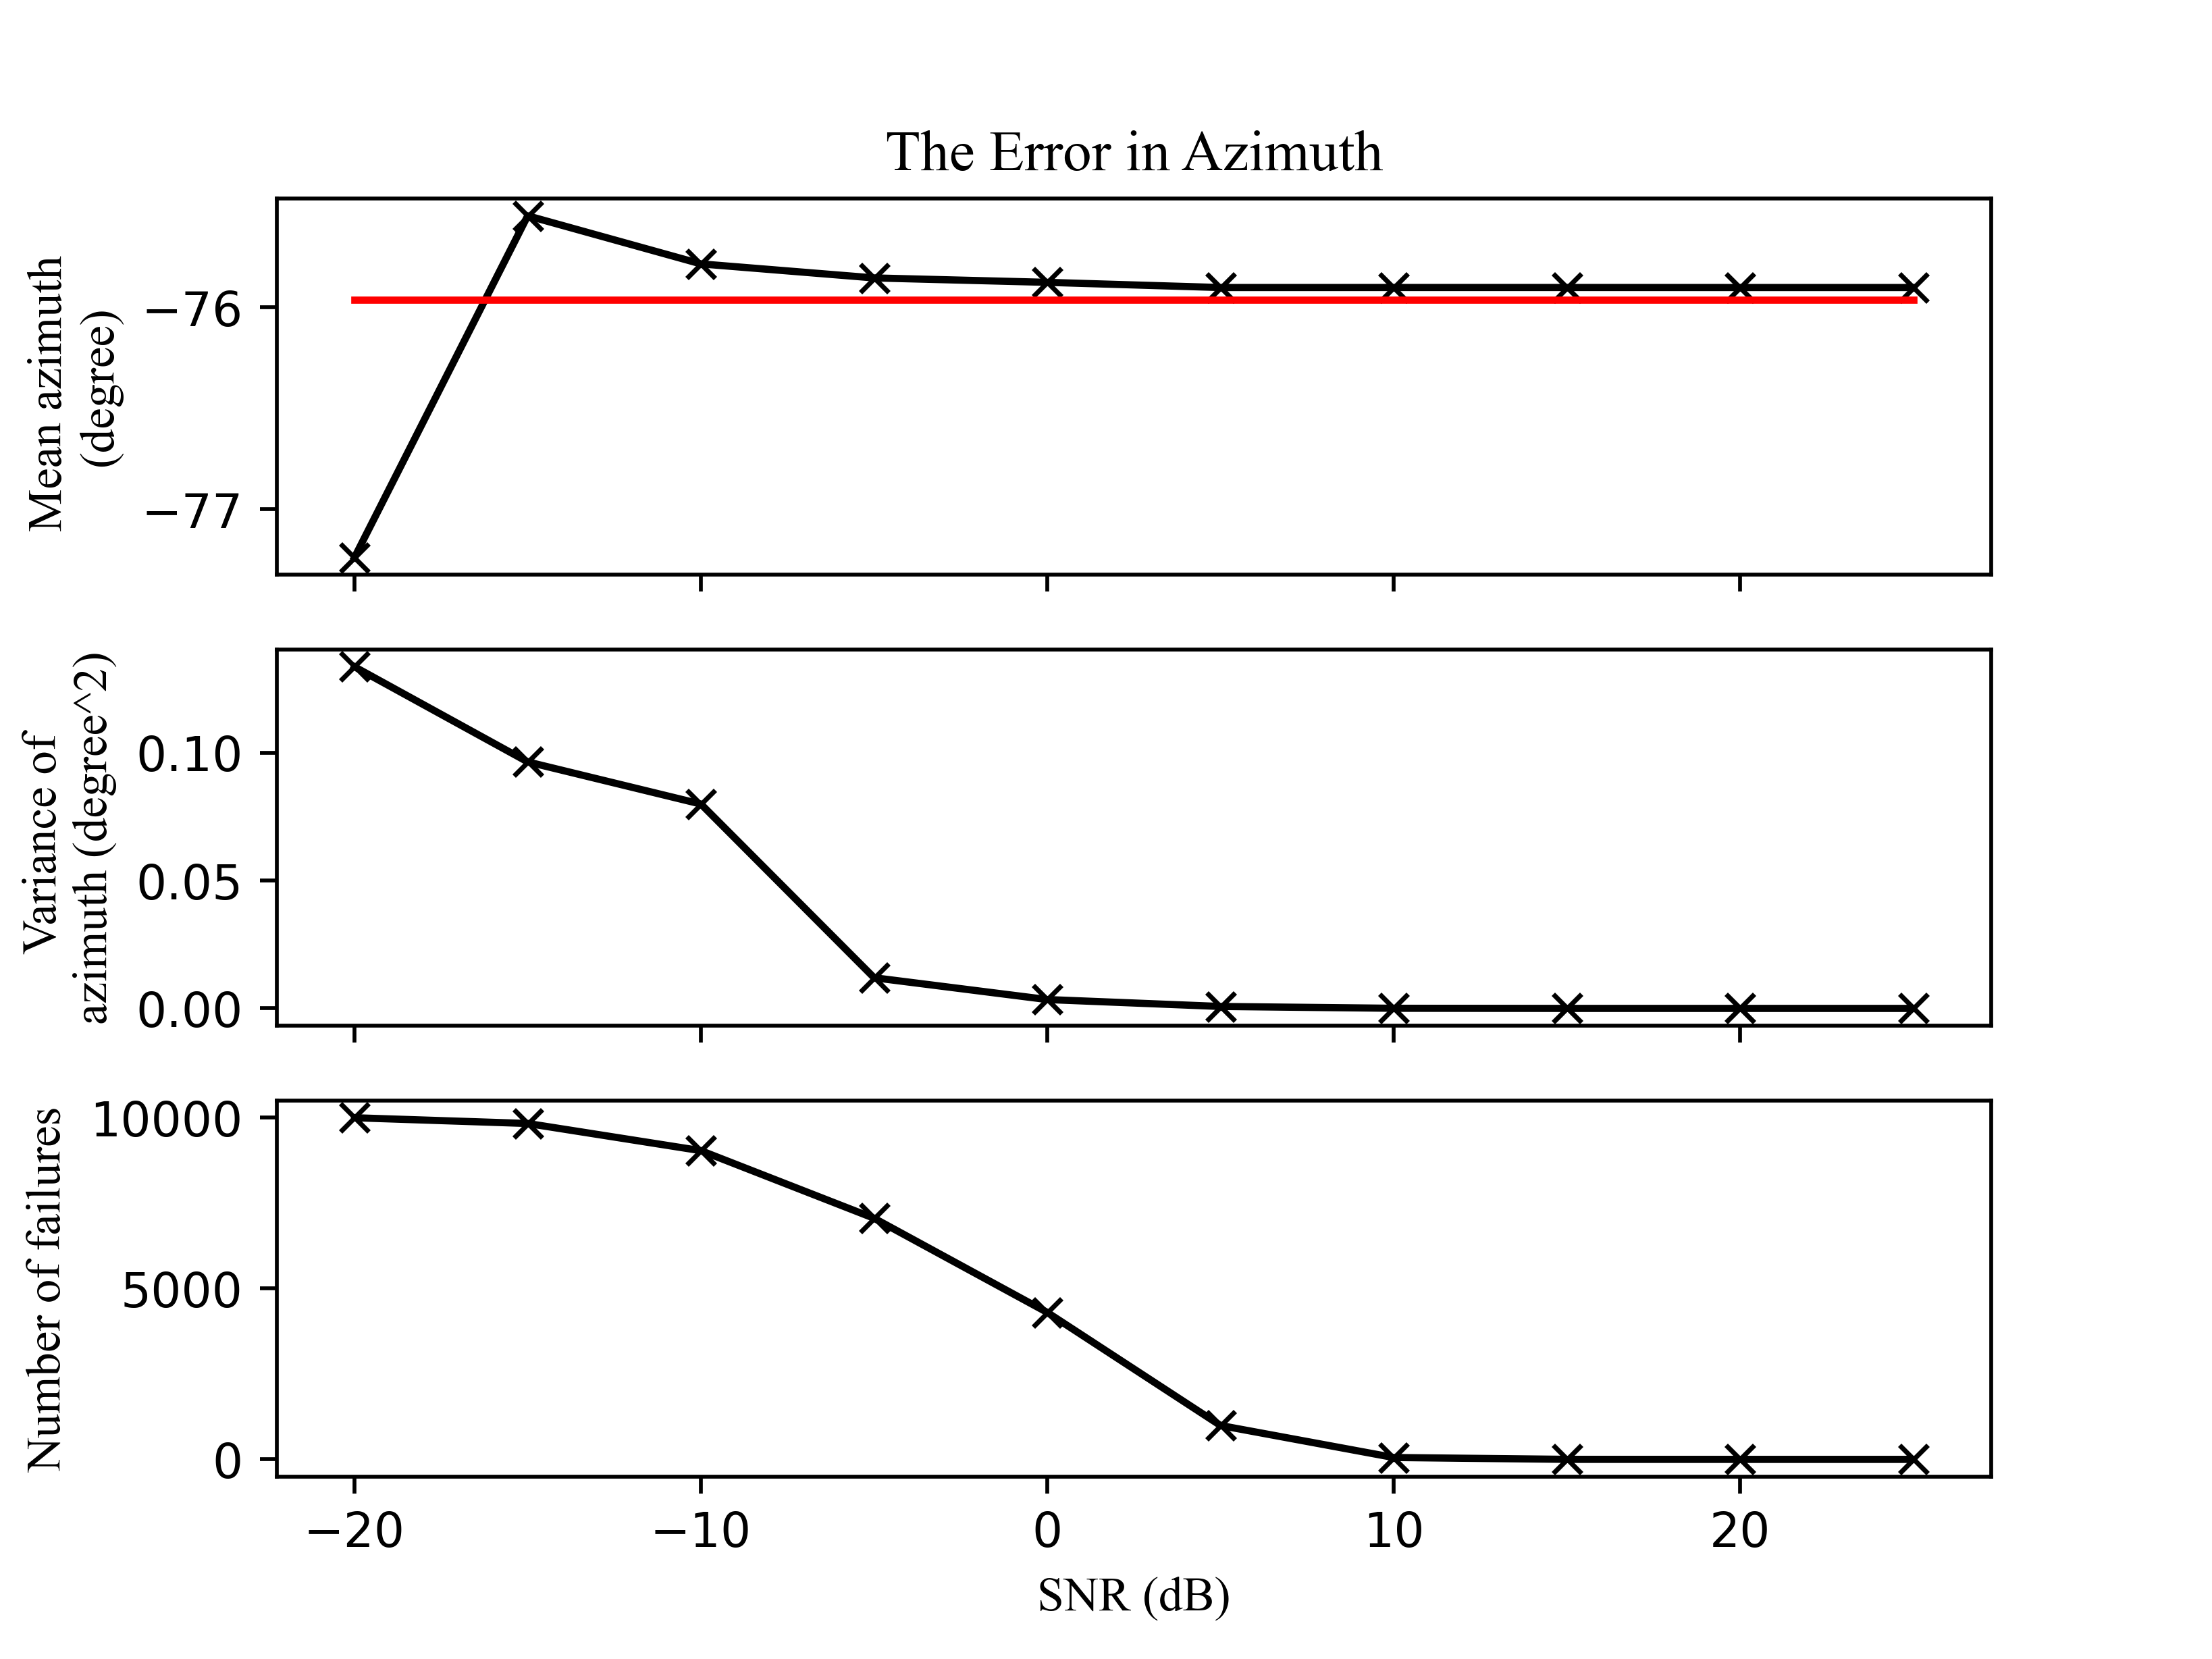 The Error in Azimuth
Mean azimuth
(degree)
−76
−77
Variance of
azimuth (degree^2)
0.10
0.05
0.00
Number of failures
10000
5000
0
−20 −10 0 10 20
SNR (dB)